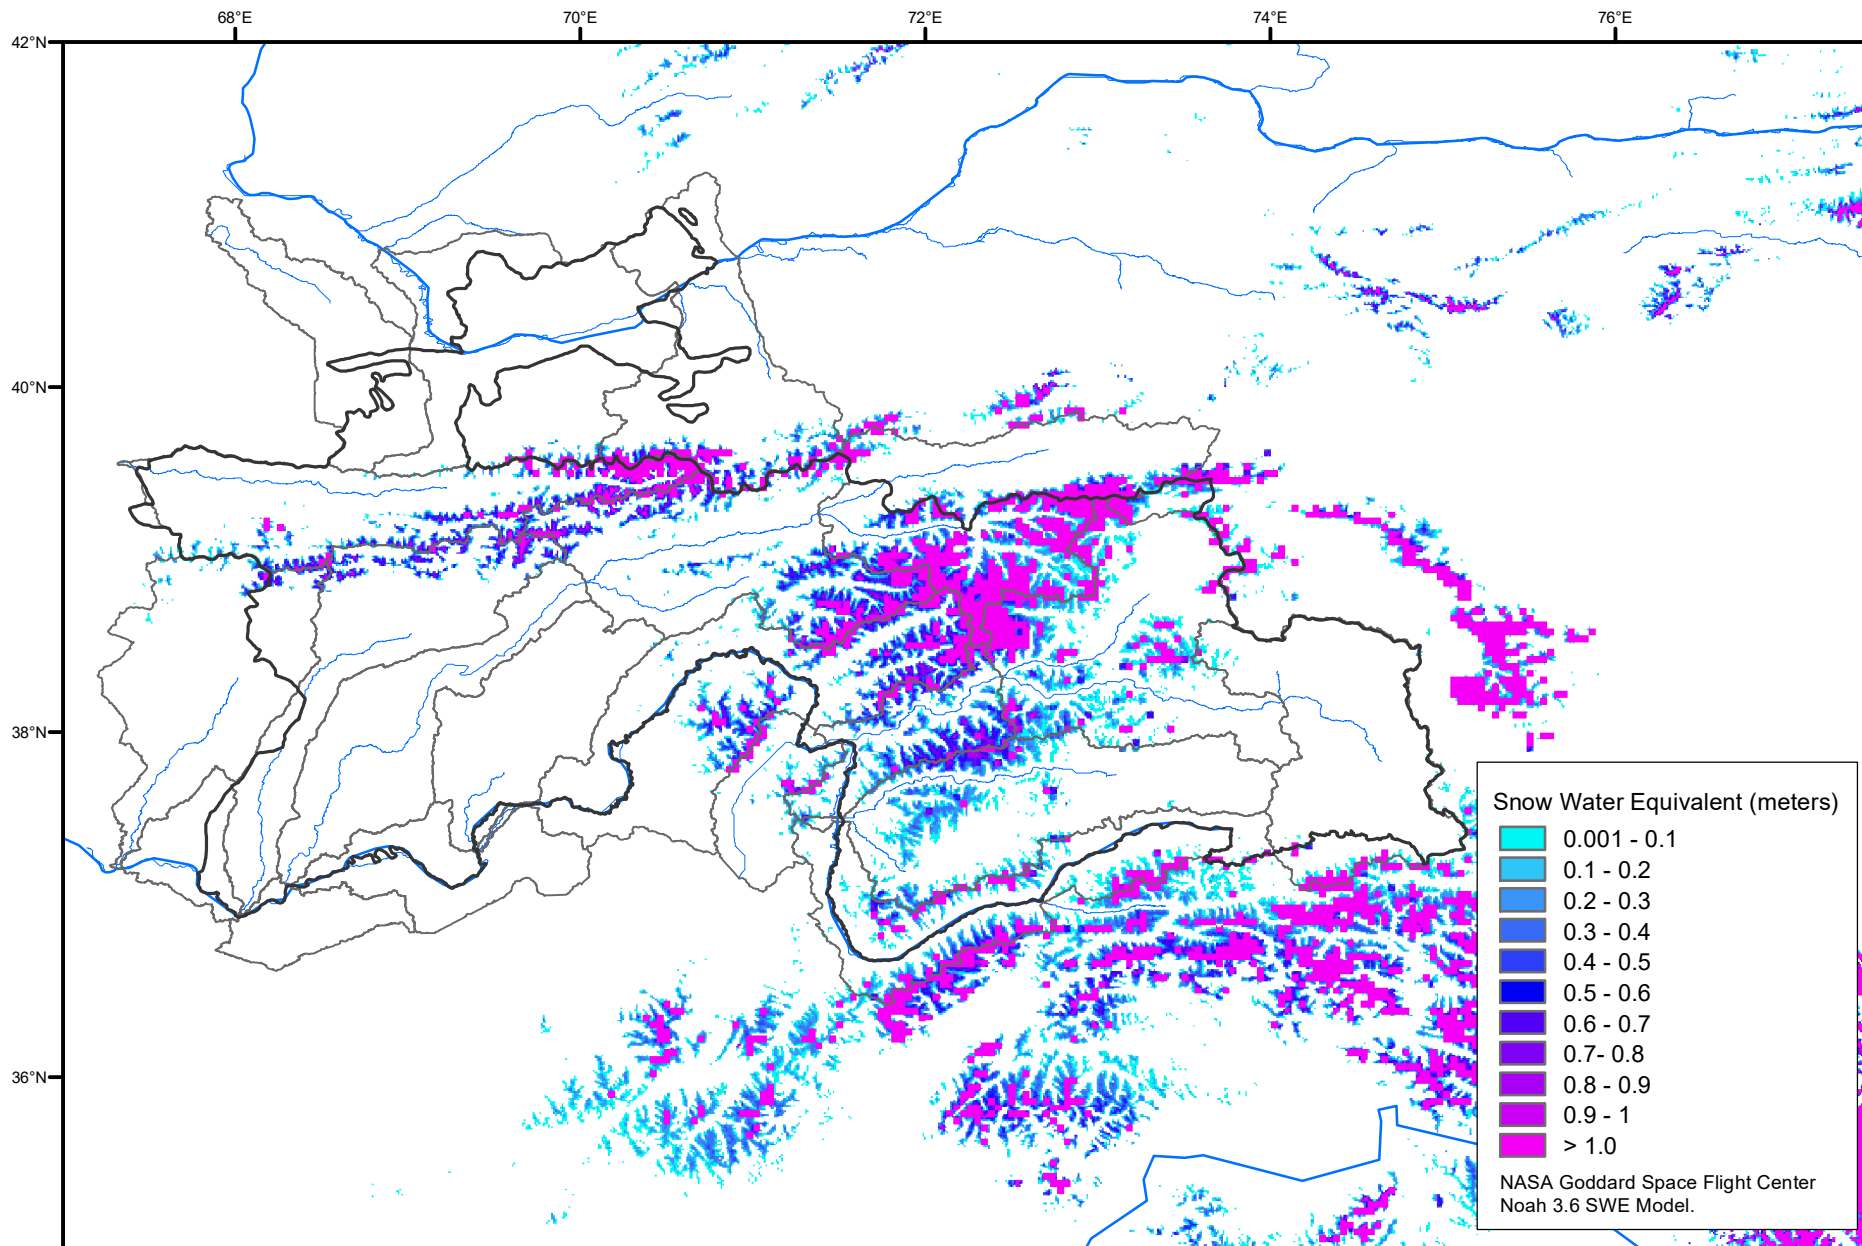 68°E
70°E
72°E
74°E
76°E
42°N
40°N
38°N
36°N
Snow Water Equivalent (meters)
0.001 - 0.1
0.1 - 0.2
0.2 - 0.3
0.3 - 0.4
0.4 - 0.5
0.5 - 0.6
0.6 - 0.7
0.7- 0.8
0.8 - 0.9
0.9 - 1
> 1.0
NASA Goddard Space Flight Center
Noah 3.6 SWE Model.